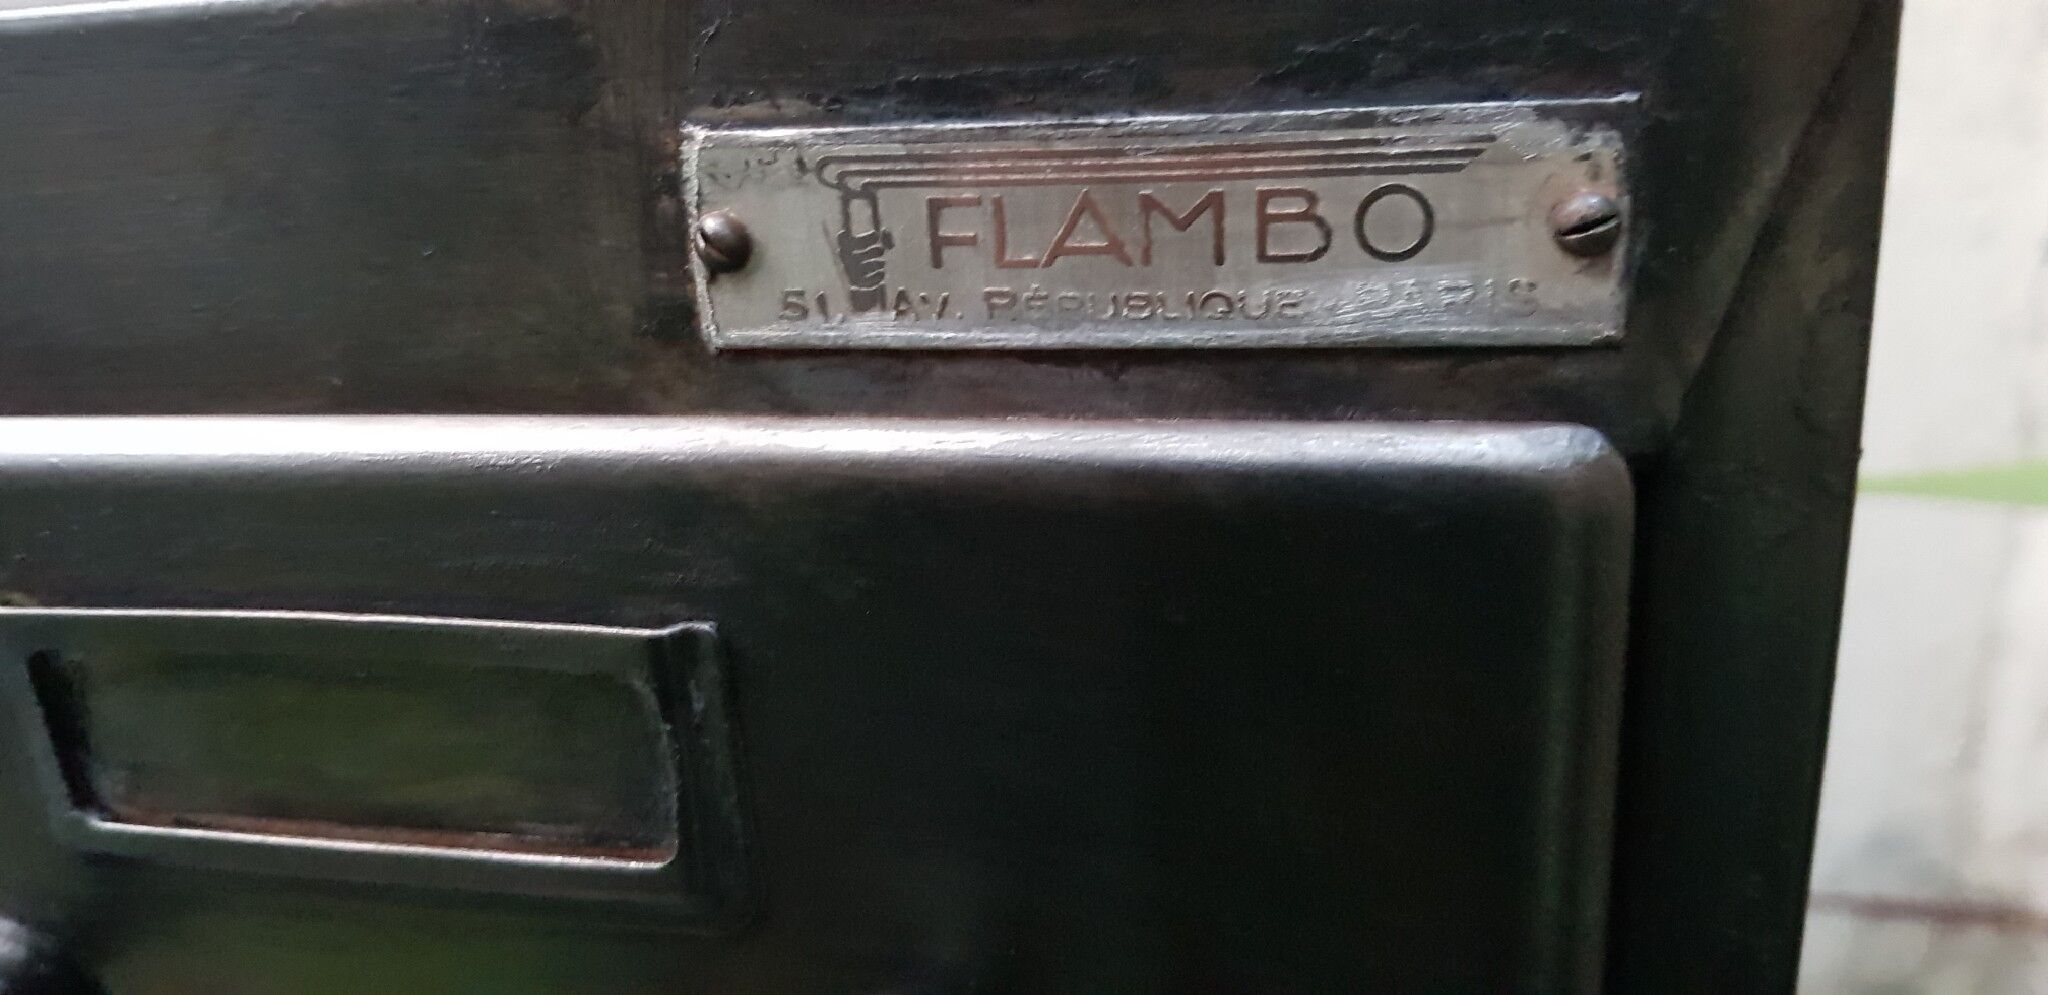 FLAMBO
51, AV. RÉPUBLIQUE PARIS